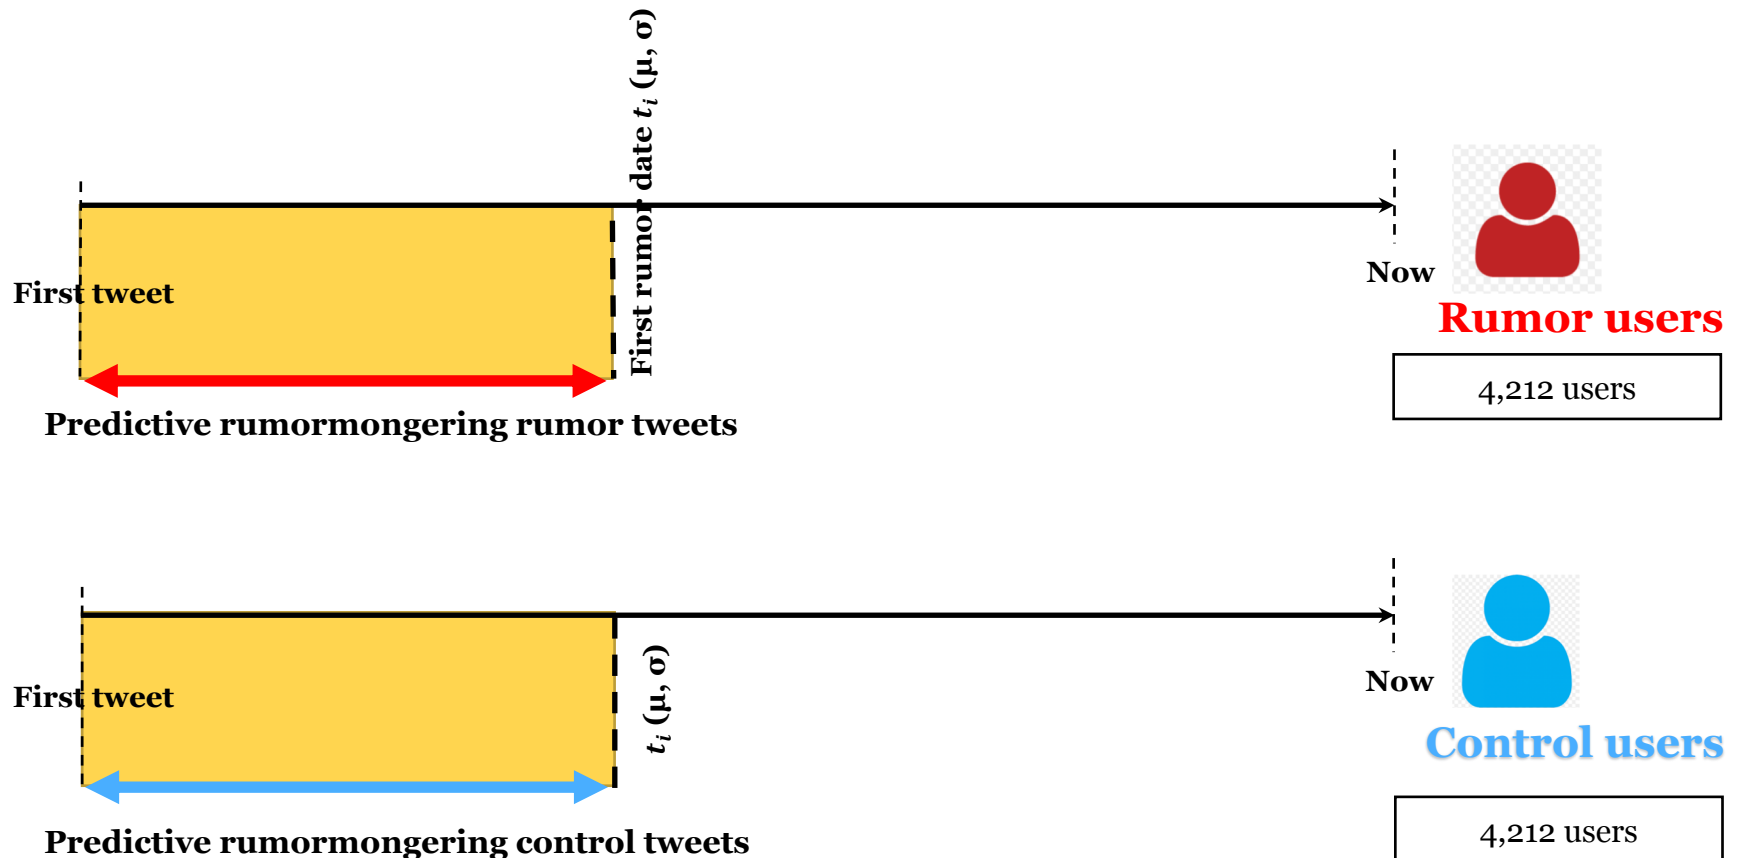 First rumor date tᵢ (μ, σ)
First tweet
Now
Rumor users
4,212 users
Predictive rumormongering rumor tweets
First tweet
tᵢ (μ, σ)
Now
Control users
4,212 users
Predictive rumormongering control tweets